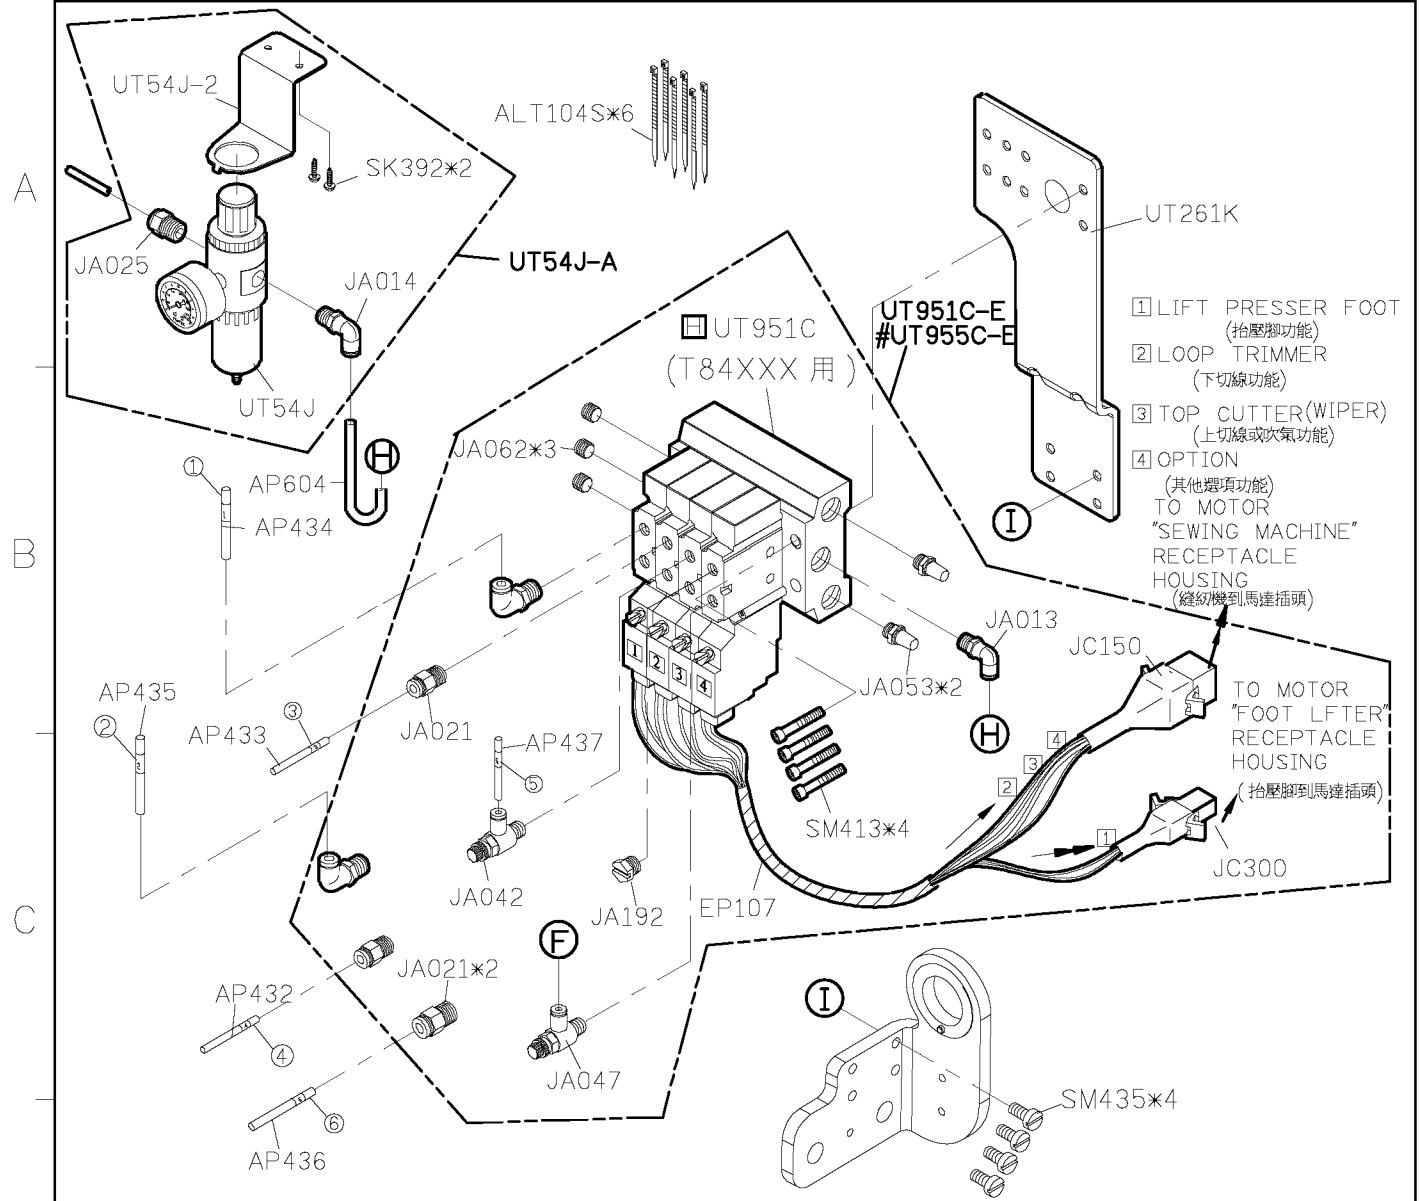 A
B
C
UT54J-2
SK392*2
JA025
JA014
UT54J
UT54J-A
ALT104S*6
UT261K
UT951C-E
#UT955C-E
H UT951C
(T84XXX 用)
1 LIFT PRESSER FOOT
(抬壓腳功能)
2 LOOP TRIMMER
(下切線功能)
3 TOP CUTTER(WIPER)
(上切線或吹氣功能)
4 OPTION
(其他選項功能)
TO MOTOR
"SEWING MACHINE"
RECEPTACLE
HOUSING
(縫紉機到馬達插頭)
JA062*3
H
AP604
①
AP434
I
JA013
JC150
JA053*2
H
TO MOTOR
"FOOT LFTER"
RECEPTACLE
HOUSING
(抬壓腳到馬達插頭)
1
2
3
4
AP435
②
③
AP433
JA021
AP437
⑤
4
3
2
1
SM413*4
JC300
JA042
JA192
EP107
F
JA021*2
AP432
④
JA047
I
SM435*4
⑥
AP436